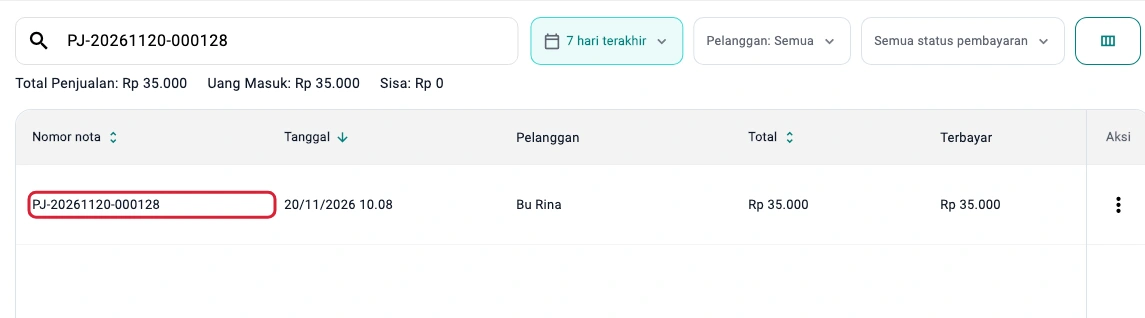 PJ-20261120-000128
7 hari terakhir
Pelanggan: Semua
Semua status pembayaran
Total Penjualan: Rp 35.000 Uang Masuk: Rp 35.000 Sisa: Rp 0
Nomor nota Tanggal Pelanggan Total Terbayar Aksi
PJ-20261120-000128 20/11/2026 10.08 Bu Rina Rp 35.000 Rp 35.000